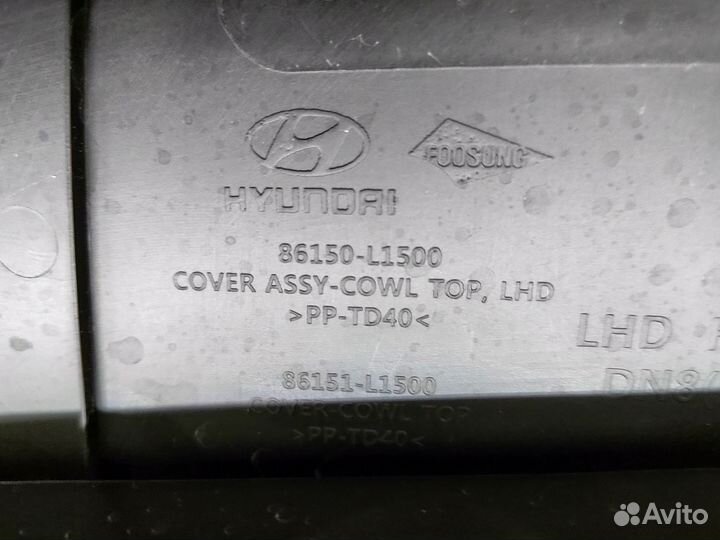 FOOSUNG
HYUNDAI
86150-L1500
COVER ASSY-COWL TOP, LHD
>PP-TD40<
LHD
86151-L1500
COVER-COWL TOP
>PP-TD40<
Avito